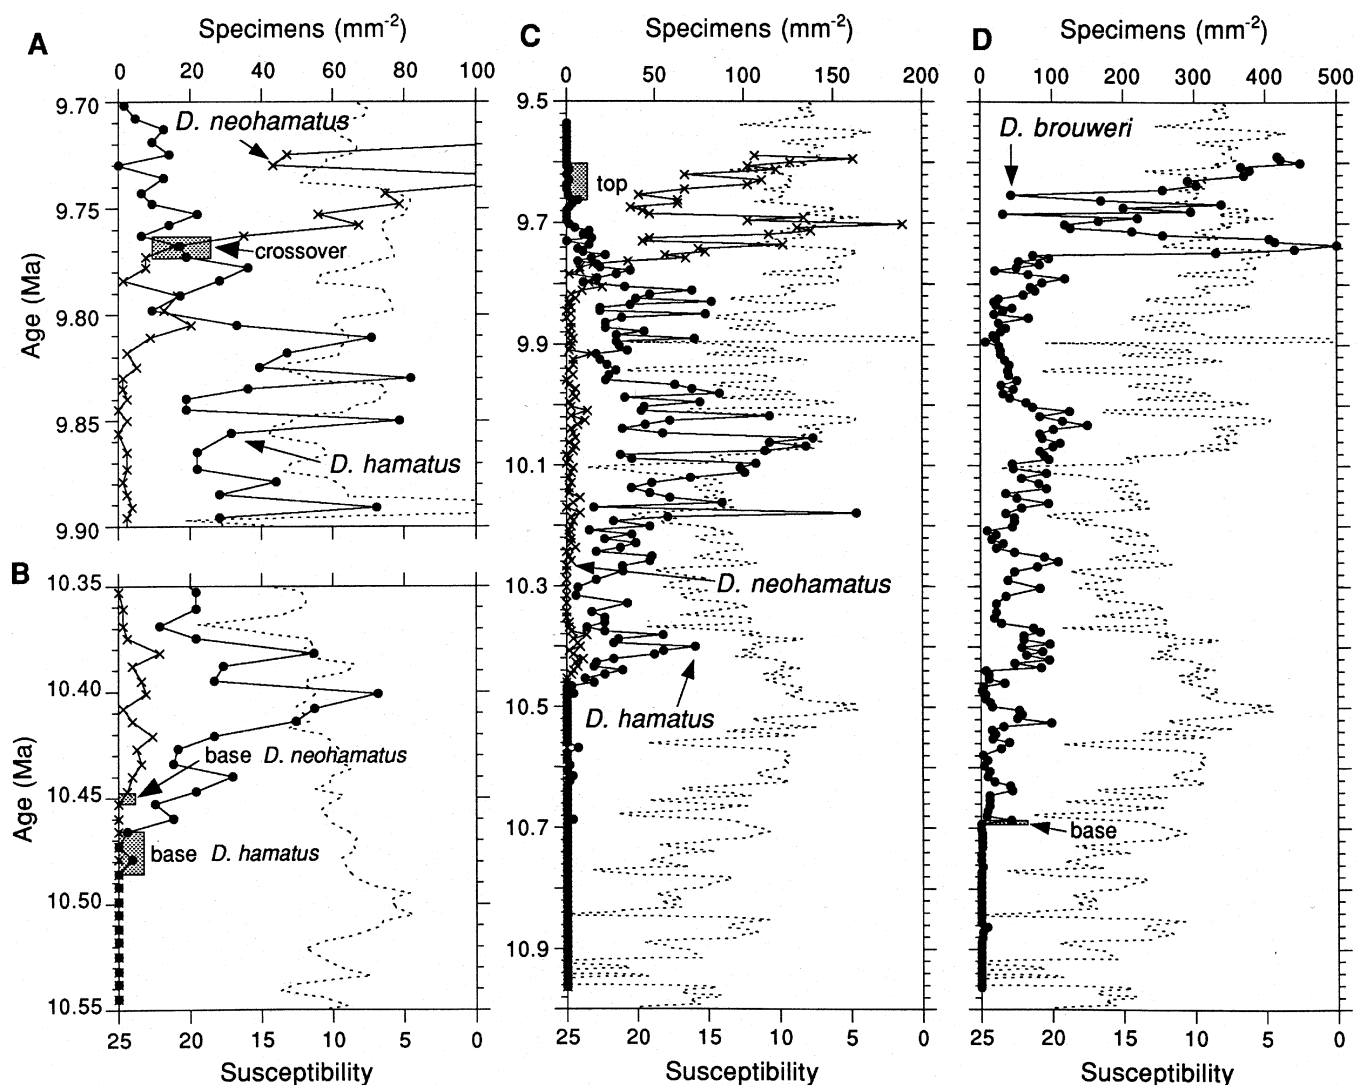 A
Specimens (mm-2)
0 20 40 60 80 100
9.70
9.75
9.80
9.85
9.90
Age (Ma)
D. neohamatus
crossover
D. hamatus
B
10.35
10.40
10.45
10.50
10.55
Age (Ma)
base D. neohamatus
base D. hamatus
25 20 15 10 5 0
Susceptibility
C
Specimens (mm-2)
0 50 100 150 200
9.5
9.7
9.9
10.1
10.3
10.5
10.7
10.9
top
D. neohamatus
D. hamatus
25 15 10 5 0
Susceptibility
D
Specimens (mm-2)
0 100 200 300 400 500
D. brouweri
base
25 20 15 10 5 0
Susceptibility